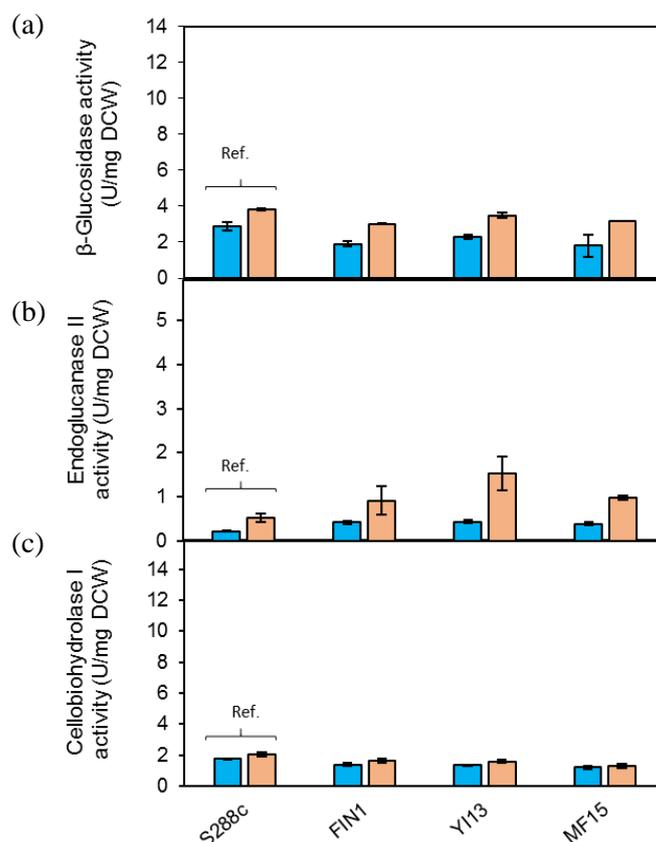 (a)
β-Glucosidase activity
(U/mg DCW)
14
12
10
8
6
4
2
0
Ref.
(b)
Endoglucanase II
activity (U/mg DCW)
5
4
3
2
1
0
Ref.
(c)
Cellobiohydrolase I
activity (U/mg DCW)
14
12
10
8
6
4
2
0
Ref.
S288c
FIN1
YI13
MF15